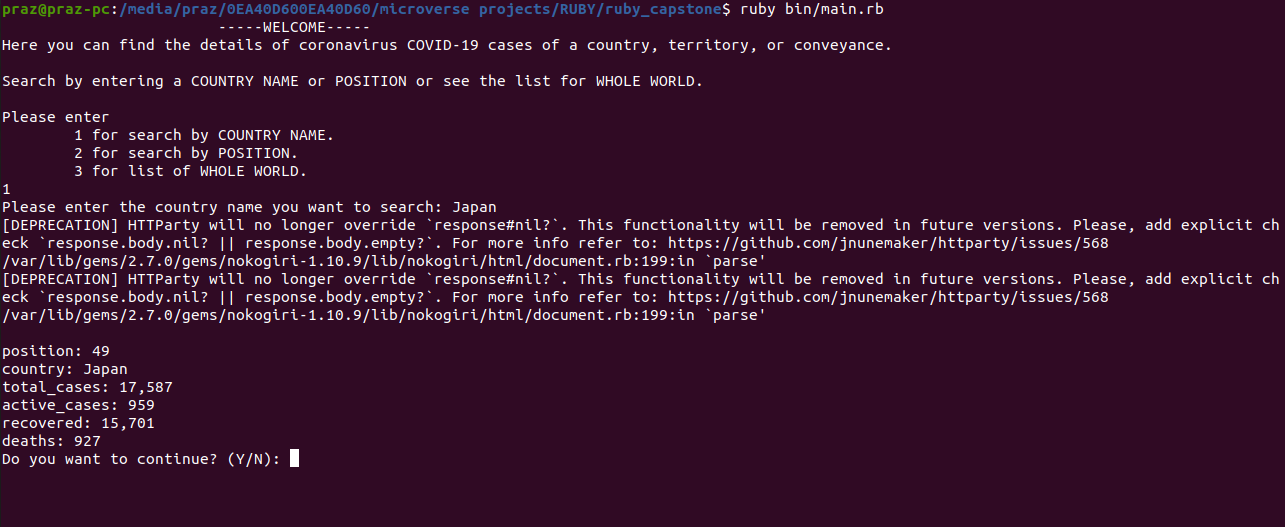 praz@praz-pc:/media/praz/0EA40D600EA40D60/microverse projects/RUBY/ruby_capstone$ ruby bin/main.rb
-----WELCOME-----
Here you can find the details of coronavirus COVID-19 cases of a country, territory, or conveyance.
Search by entering a COUNTRY NAME or POSITION or see the list for WHOLE WORLD.
Please enter
1 for search by COUNTRY NAME.
2 for search by POSITION.
3 for list of WHOLE WORLD.
1
Please enter the country name you want to search: Japan
[DEPRECATION] HTTParty will no longer override `response#nil?`. This functionality will be removed in future versions. Please, add explicit ch
eck `response.body.nil? || response.body.empty?`. For more info refer to: https://github.com/jnunemaker/httparty/issues/568
/var/lib/gems/2.7.0/gems/nokogiri-1.10.9/lib/nokogiri/html/document.rb:199:in `parse'
[DEPRECATION] HTTParty will no longer override `response#nil?`. This functionality will be removed in future versions. Please, add explicit ch
eck `response.body.nil? || response.body.empty?`. For more info refer to: https://github.com/jnunemaker/httparty/issues/568
/var/lib/gems/2.7.0/gems/nokogiri-1.10.9/lib/nokogiri/html/document.rb:199:in `parse'
position: 49
country: Japan
total_cases: 17,587
active_cases: 959
recovered: 15,701
deaths: 927
Do you want to continue? (Y/N):